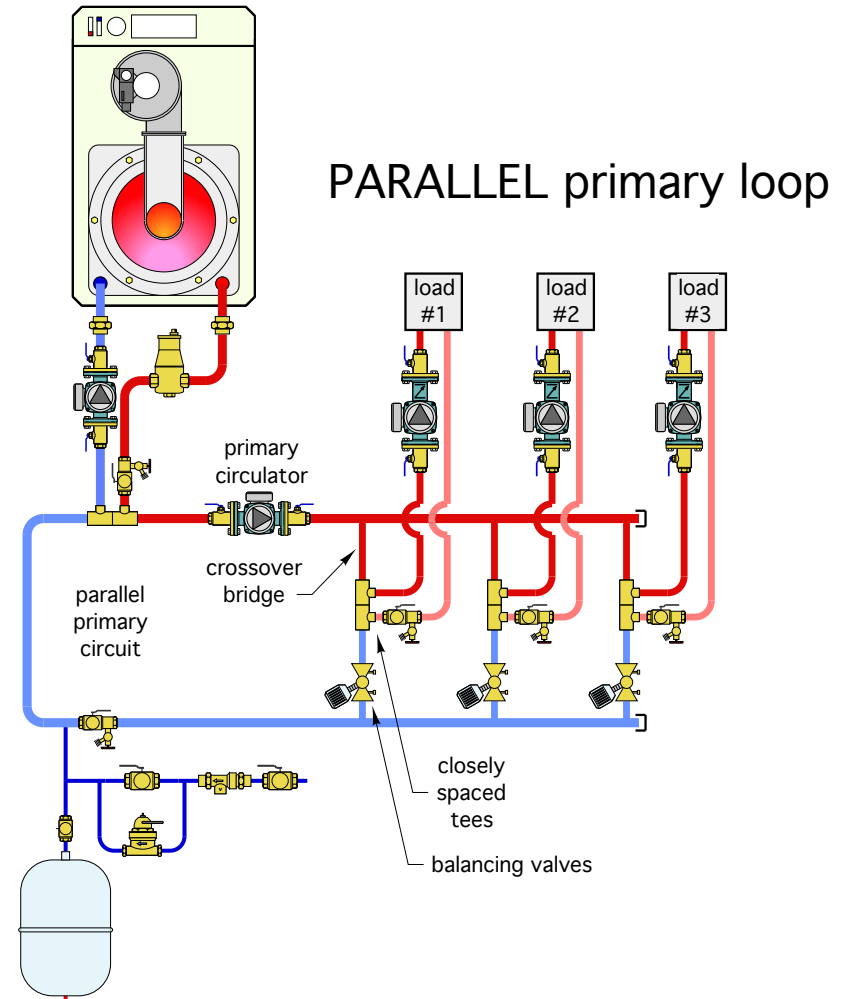 PARALLEL primary loop
load
#1
load
#2
load
#3
primary
circulator
crossover
bridge
parallel
primary
circuit
closely
spaced
tees
balancing valves